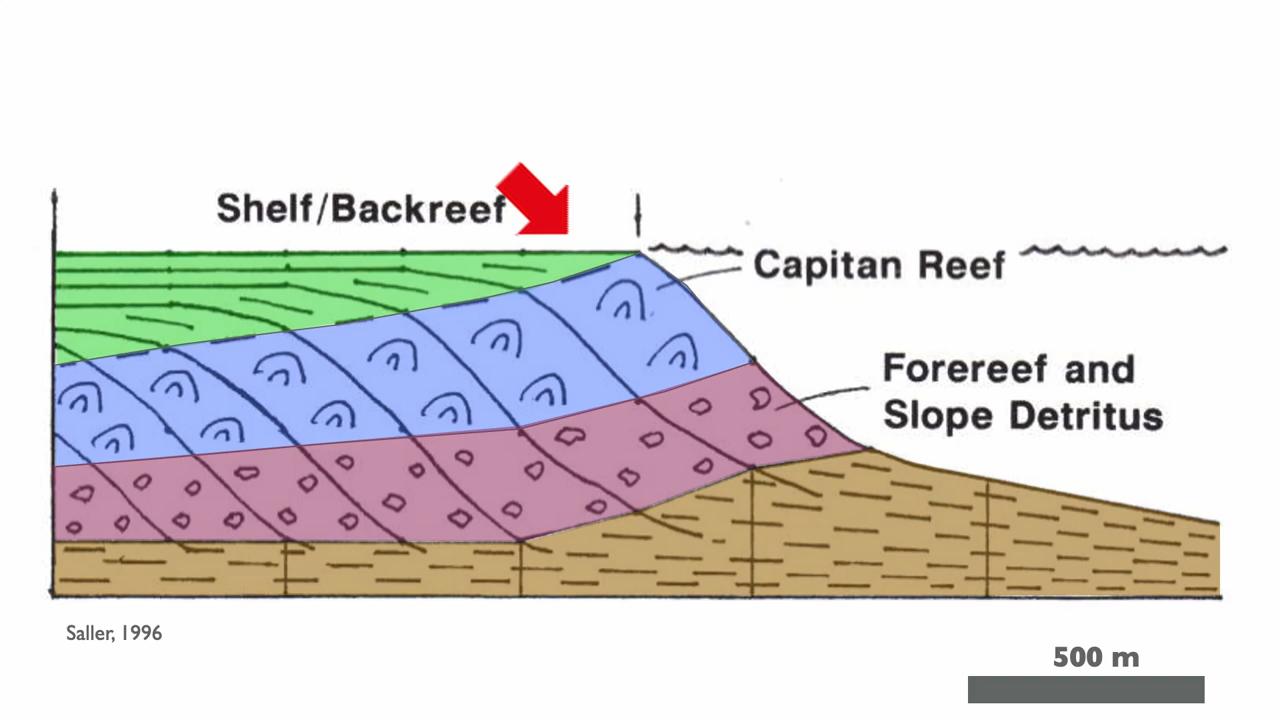 Shelf/Backreef
Capitan Reef
Forereef and
Slope Detritus
Saller, 1996
500 m